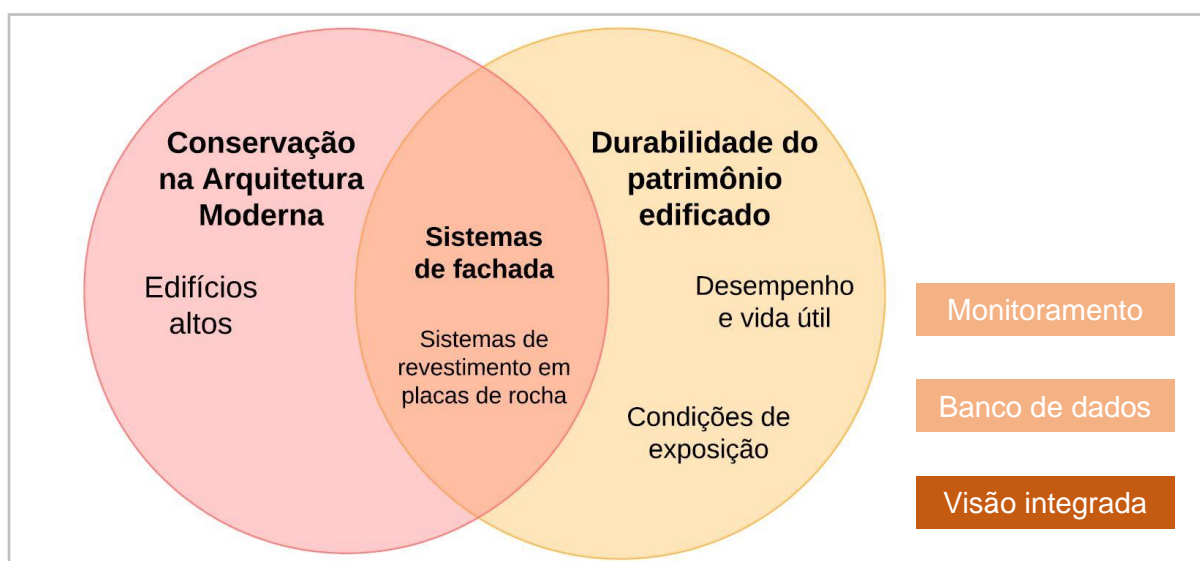 Conservação
na Arquitetura
Moderna
Edifícios
altos
Sistemas
de fachada
Sistemas de
revestimento em
placas de rocha
Durabilidade do
patrimônio
edificado
Desempenho
e vida útil
Condições de
exposição
Monitoramento
Banco de dados
Visão integrada